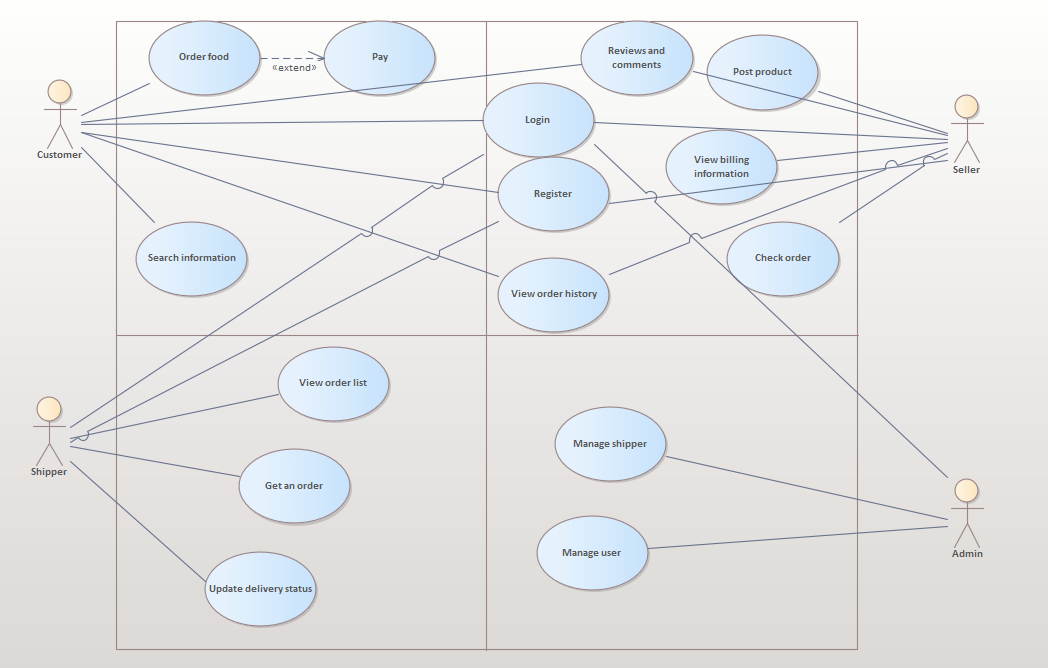 Order food
«extend»
Pay
Reviews and
comments
Post product
Customer
Login
Seller
View billing
information
Register
Search information
View order history
Check order
View order list
Shipper
Manage shipper
Get an order
Admin
Manage user
Update delivery status